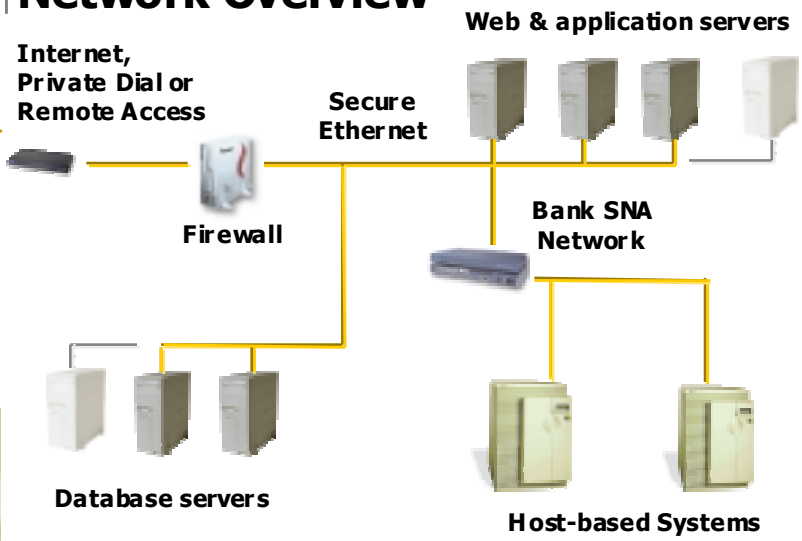 Network Overview
Web & application servers
Internet,
Private Dial or
Remote Access
Secure
Ethernet
Firewall
Bank SNA
Network
Database servers
Host-based Systems